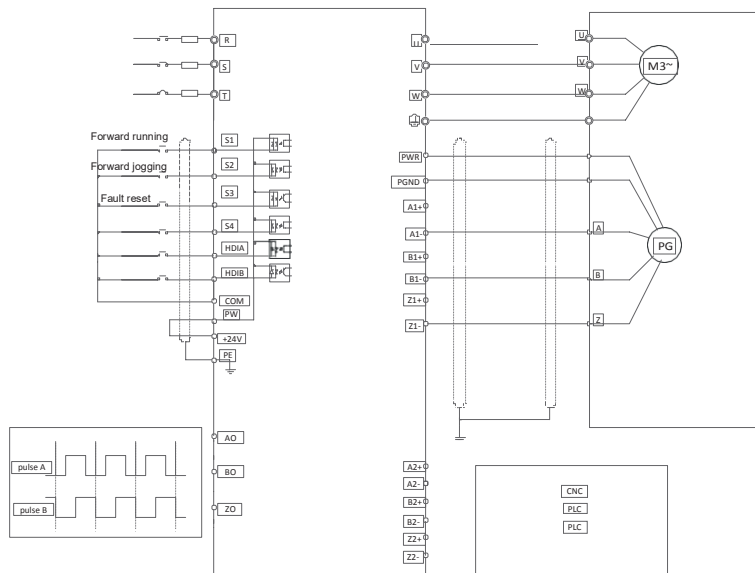 R
S
T
Forward running
S1
Forward jogging
S2
Fault reset
S3
S4
HDIA
HDIB
COM
PW
+24V
PE
pulse A
pulse B
AO
BO
ZO
U
V
W
PWR
PGND
A1+
A1-
B1+
B1-
Z1+
Z1-
A2+
A2-
B2+
B2-
Z2+
Z2-
U
V
W
M3~
A
B
Z
PG
CNC
PLC
PLC